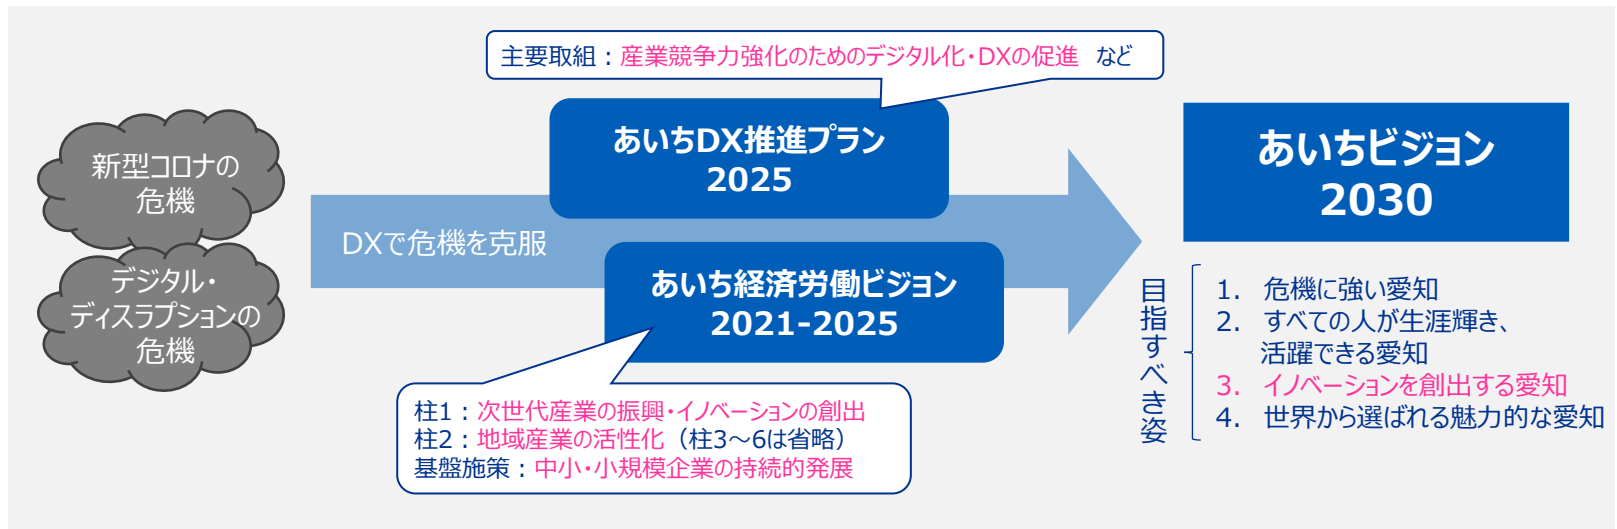 主要取組：産業競争力強化のためのデジタル化・DXの促進 など
新型コロナの
危機
デジタル・
ディスラプションの
危機
DXで危機を克服
あいちDX推進プラン
2025
あいち経済労働ビジョン
2021-2025
柱1：次世代産業の振興・イノベーションの創出
柱2：地域産業の活性化（柱3～6は省略）
基盤施策：中小・小規模企業の持続的発展
あいちビジョン
2030
目指すべき姿
1. 危機に強い愛知
2. すべての人が生涯輝き、
活躍できる愛知
3. イノベーションを創出する愛知
4. 世界から選ばれる魅力的な愛知